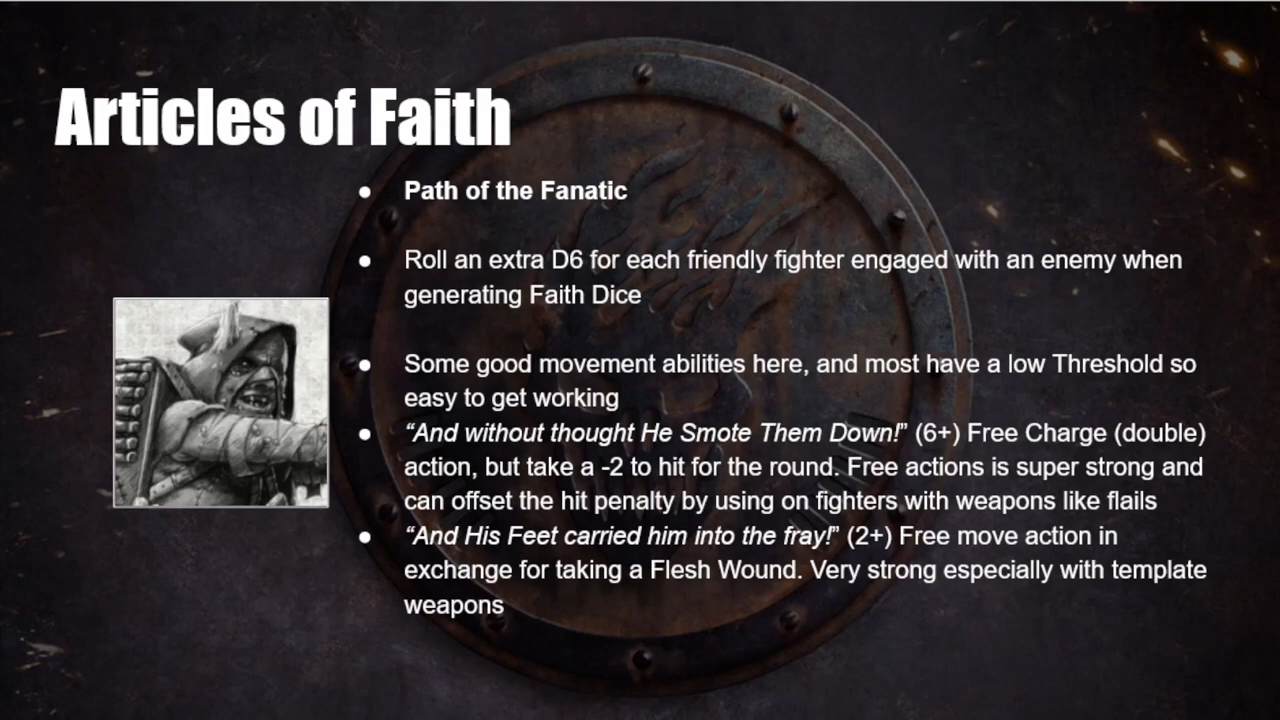 Articles of Faith
● Path of the Fanatic
● Roll an extra D6 for each friendly fighter engaged with an enemy when
generating Faith Dice
● Some good movement abilities here, and most have a low Threshold so
easy to get working
● “And without thought He Smote Them Down!” (6+) Free Charge (double)
action, but take a -2 to hit for the round. Free actions is super strong and
can offset the hit penalty by using on fighters with weapons like flails
● “And His Feet carried him into the fray!” (2+) Free move action in
exchange for taking a Flesh Wound. Very strong especially with template
weapons